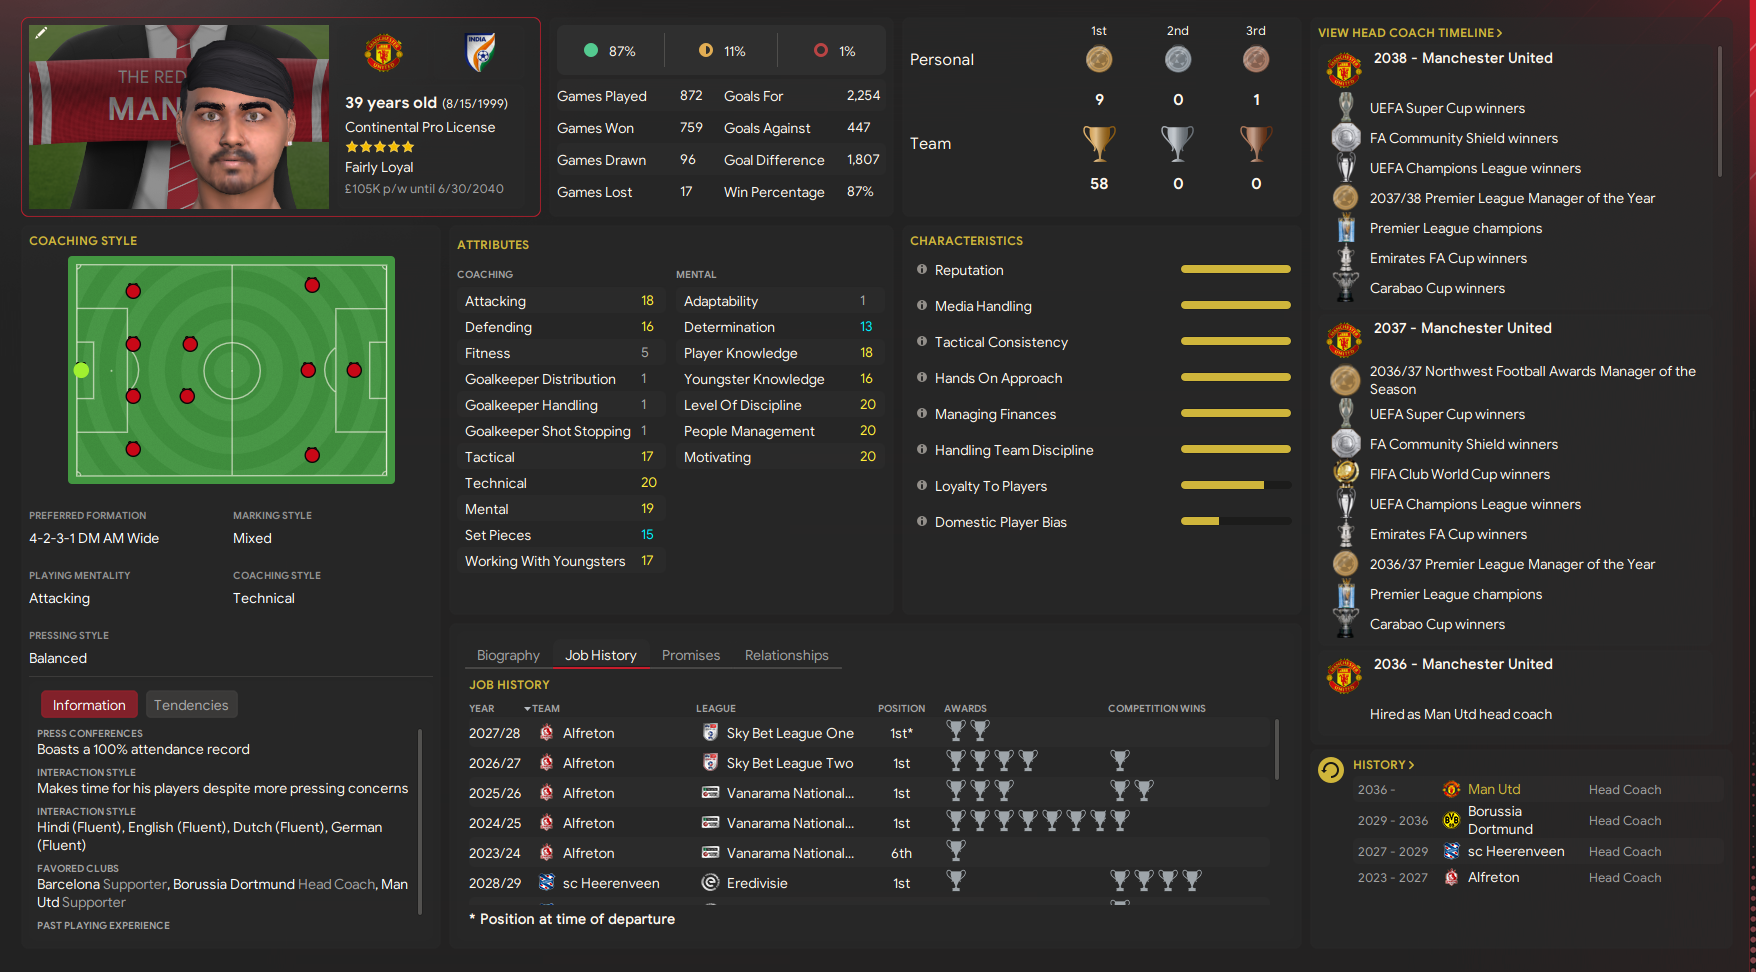 THE RED
MAN
INDIA
39 years old (8/15/1999)
Continental Pro License
Fairly Loyal
£105K p/w until 6/30/2040
87%
11%
1%
Games Played 872 Goals For 2,254
Games Won 759 Goals Against 447
Games Drawn 96 Goal Difference 1,807
Games Lost 17 Win Percentage 87%
1st 2nd 3rd
Personal
9 0 1
Team
58 0 0
COACHING STYLE
PREFERRED FORMATION MARKING STYLE
4-2-3-1 DM AM Wide Mixed
PLAYING MENTALITY COACHING STYLE
Attacking Technical
PRESSING STYLE
Balanced
Information Tendencies
PRESS CONFERENCES
Boasts a 100% attendance record
INTERACTION STYLE
Makes time for his players despite more pressing concerns
INTERACTION STYLE
Hindi (Fluent), English (Fluent), Dutch (Fluent), German
(Fluent)
FAVORED CLUBS
Barcelona Supporter, Borussia Dortmund Head Coach, Man
Utd Supporter
PAST PLAYING EXPERIENCE
ATTRIBUTES
COACHING MENTAL
Attacking 18 Adaptability 1
Defending 16 Determination 13
Fitness 5 Player Knowledge 18
Goalkeeper Distribution 1 Youngster Knowledge 16
Goalkeeper Handling 1 Level Of Discipline 20
Goalkeeper Shot Stopping 1 People Management 20
Tactical 17 Motivating 20
Technical 20
Mental 19
Set Pieces 15
Working With Youngsters 17
CHARACTERISTICS
Reputation
Media Handling
Tactical Consistency
Hands On Approach
Managing Finances
Handling Team Discipline
Loyalty To Players
Domestic Player Bias
Biography Job History Promises Relationships
JOB HISTORY
YEAR TEAM LEAGUE POSITION AWARDS COMPETITION WINS
2027/28 Alfreton Sky Bet League One 1st*
2026/27 Alfreton Sky Bet League Two 1st
2025/26 Alfreton Vanarama National... 1st
2024/25 Alfreton Vanarama National... 1st
2023/24 Alfreton Vanarama National... 6th
2028/29 sc Heerenveen Eredivisie 1st
* Position at time of departure
VIEW HEAD COACH TIMELINE >
2038 - Manchester United
UEFA Super Cup winners
FA Community Shield winners
UEFA Champions League winners
2037/38 Premier League Manager of the Year
Premier League champions
Emirates FA Cup winners
Carabao Cup winners
2037 - Manchester United
2036/37 Northwest Football Awards Manager of the
Season
UEFA Super Cup winners
FA Community Shield winners
FIFA Club World Cup winners
UEFA Champions League winners
Emirates FA Cup winners
2036/37 Premier League Manager of the Year
Premier League champions
Carabao Cup winners
2036 - Manchester United
Hired as Man Utd head coach
HISTORY >
2036 - Man Utd Head Coach
2029 - 2036 Borussia
Dortmund Head Coach
2027 - 2029 sc Heerenveen Head Coach
2023 - 2027 Alfreton Head Coach